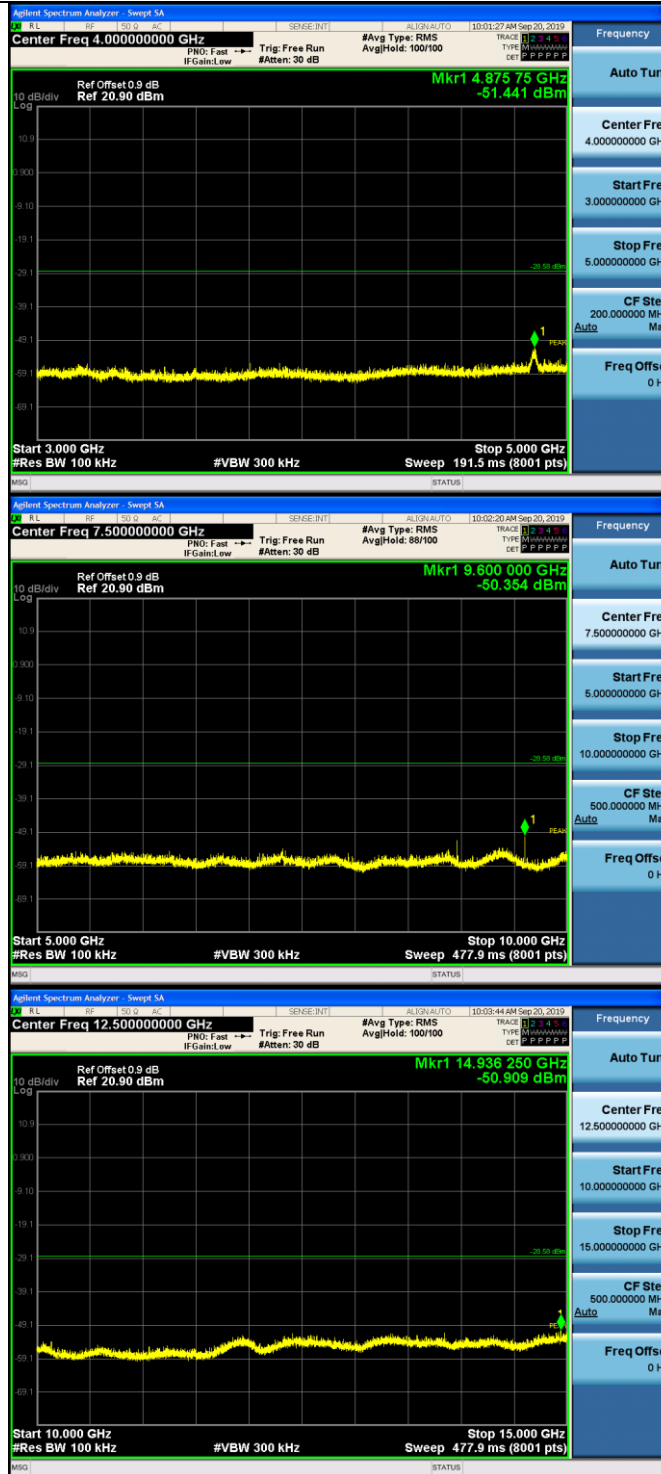 Agilent Spectrum Analyzer - Swept SA
RL RF 50 Ω AC SENSE:INT ALIGNAUTO 10:01:27 AM Sep 20, 2019
Center Freq 4.000000000 GHz #Avg Type: RMS TRACE 1 2 3 4 5 6
PNO: Fast Trig: Free Run Avg|Hold: 100/100 TYPE M
IFGain:Low #Atten: 30 dB DET P P P P P P
Frequency
Mkr1 4.875 75 GHz
-51.441 dBm
Ref Offset 0.9 dB
10 dB/div Ref 20.90 dBm
Log
10.9
0.900
-9.10
-19.1
-28.58 dBm
-29.1
-39.1
-49.1
1
PEAK
-59.1
-69.1
Start 3.000 GHz Stop 5.000 GHz
#Res BW 100 kHz #VBW 300 kHz Sweep 191.5 ms (8001 pts)
MSG STATUS
Auto Tun
Center Fre
4.000000000 GH
Start Fre
3.000000000 GH
Stop Fre
5.000000000 GH
CF Ste
200.000000 MH
Auto Ma
Freq Offse
0 H
Agilent Spectrum Analyzer - Swept SA
RL RF 50 Ω AC SENSE:INT ALIGNAUTO 10:02:20 AM Sep 20, 2019
Center Freq 7.500000000 GHz #Avg Type: RMS TRACE 1 2 3 4 5 6
PNO: Fast Trig: Free Run Avg|Hold: 88/100 TYPE M
IFGain:Low #Atten: 30 dB DET P P P P P P
Frequency
Mkr1 9.600 000 GHz
-50.354 dBm
Ref Offset 0.9 dB
10 dB/div Ref 20.90 dBm
Log
10.9
0.900
-9.10
-19.1
-28.58 dBm
-29.1
-39.1
-49.1
1
PEAK
-59.1
-69.1
Start 5.000 GHz Stop 10.000 GHz
#Res BW 100 kHz #VBW 300 kHz Sweep 477.9 ms (8001 pts)
MSG STATUS
Auto Tun
Center Fre
7.500000000 GH
Start Fre
5.000000000 GH
Stop Fre
10.000000000 GH
CF Ste
500.000000 MH
Auto Ma
Freq Offse
0 H
Agilent Spectrum Analyzer - Swept SA
RL RF 50 Ω AC SENSE:INT ALIGNAUTO 10:03:44 AM Sep 20, 2019
Center Freq 12.500000000 GHz #Avg Type: RMS TRACE 1 2 3 4 5 6
PNO: Fast Trig: Free Run Avg|Hold: 100/100 TYPE M
IFGain:Low #Atten: 30 dB DET P P P P P P
Frequency
Mkr1 14.936 250 GHz
-50.909 dBm
Ref Offset 0.9 dB
10 dB/div Ref 20.90 dBm
Log
10.9
0.900
-9.10
-19.1
-28.58 dBm
-29.1
-39.1
-49.1
1
-59.1
-69.1
Start 10.000 GHz Stop 15.000 GHz
#Res BW 100 kHz #VBW 300 kHz Sweep 477.9 ms (8001 pts)
MSG STATUS
Auto Tun
Center Fre
12.500000000 GH
Start Fre
10.000000000 GH
Stop Fre
15.000000000 GH
CF Ste
500.000000 MH
Auto Ma
Freq Offse
0 H